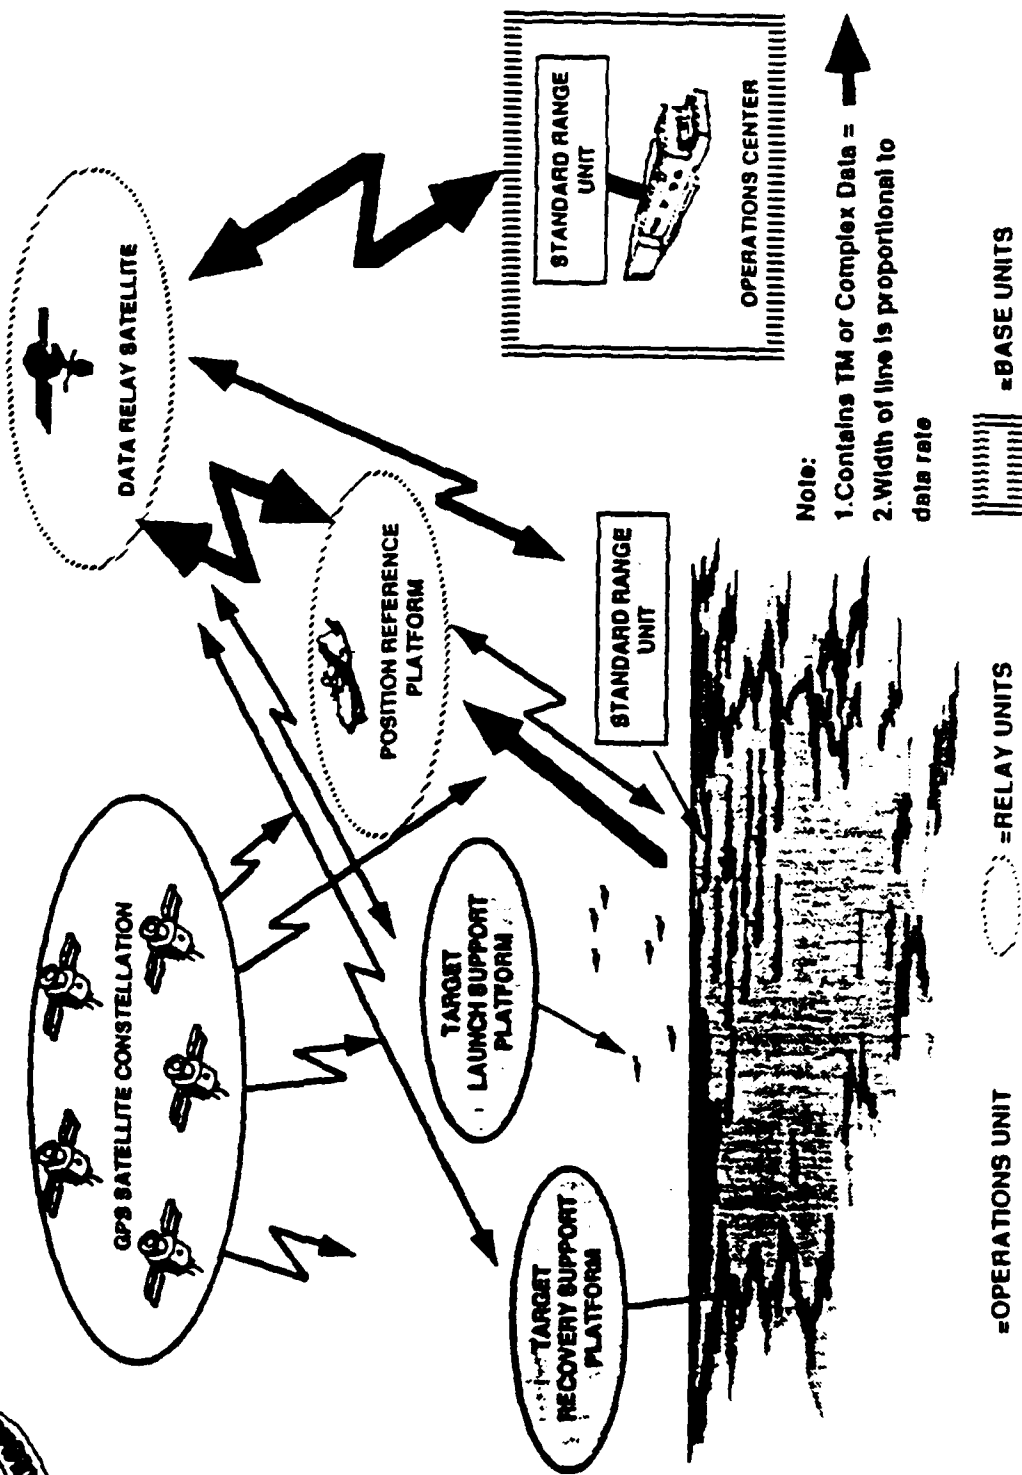 GPS SATELLITE CONSTELLATION
DATA RELAY SATELLITE
POSITION REFERENCE
PLATFORM
TARGET
LAUNCH SUPPORT
PLATFORM
TARGET
RECOVERY SUPPORT
PLATFORM
STANDARD RANGE
UNIT
STANDARD RANGE
UNIT
OPERATIONS CENTER
Note:
1.Contains TM or Complex Data =
2.Width of line is proportional to
data rate
=OPERATIONS UNIT
=RELAY UNITS
=BASE UNITS